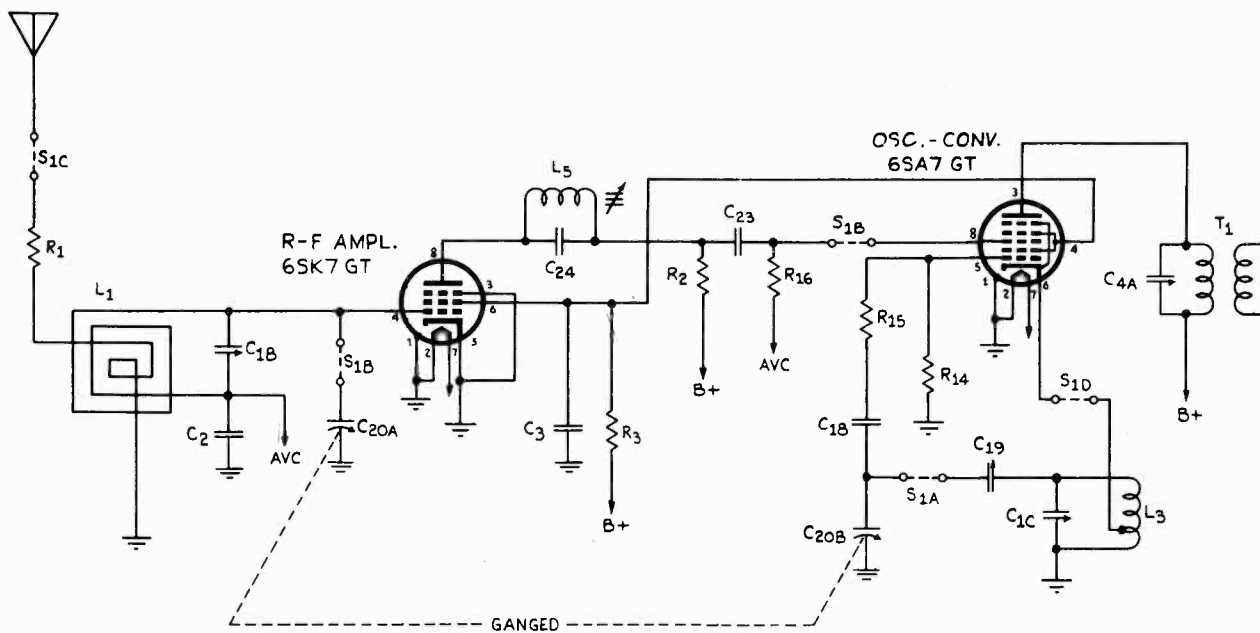 OSC.-CONV.
6SA7 GT
S1C
L5
R-F AMPL.
6SK7 GT
C23
S1B
T1
R1
C24
R2
R16
C4A
L1
C1B
S1B
R15
R14
B+
AVC
S1D
B+
C2
AVC
C20A
C3
R3
C18
C19
S1A
C1C
L3
B+
C20B
GANGED
8
3
6
4
1
2
7
5
3
8
5
4
1
2
7
6